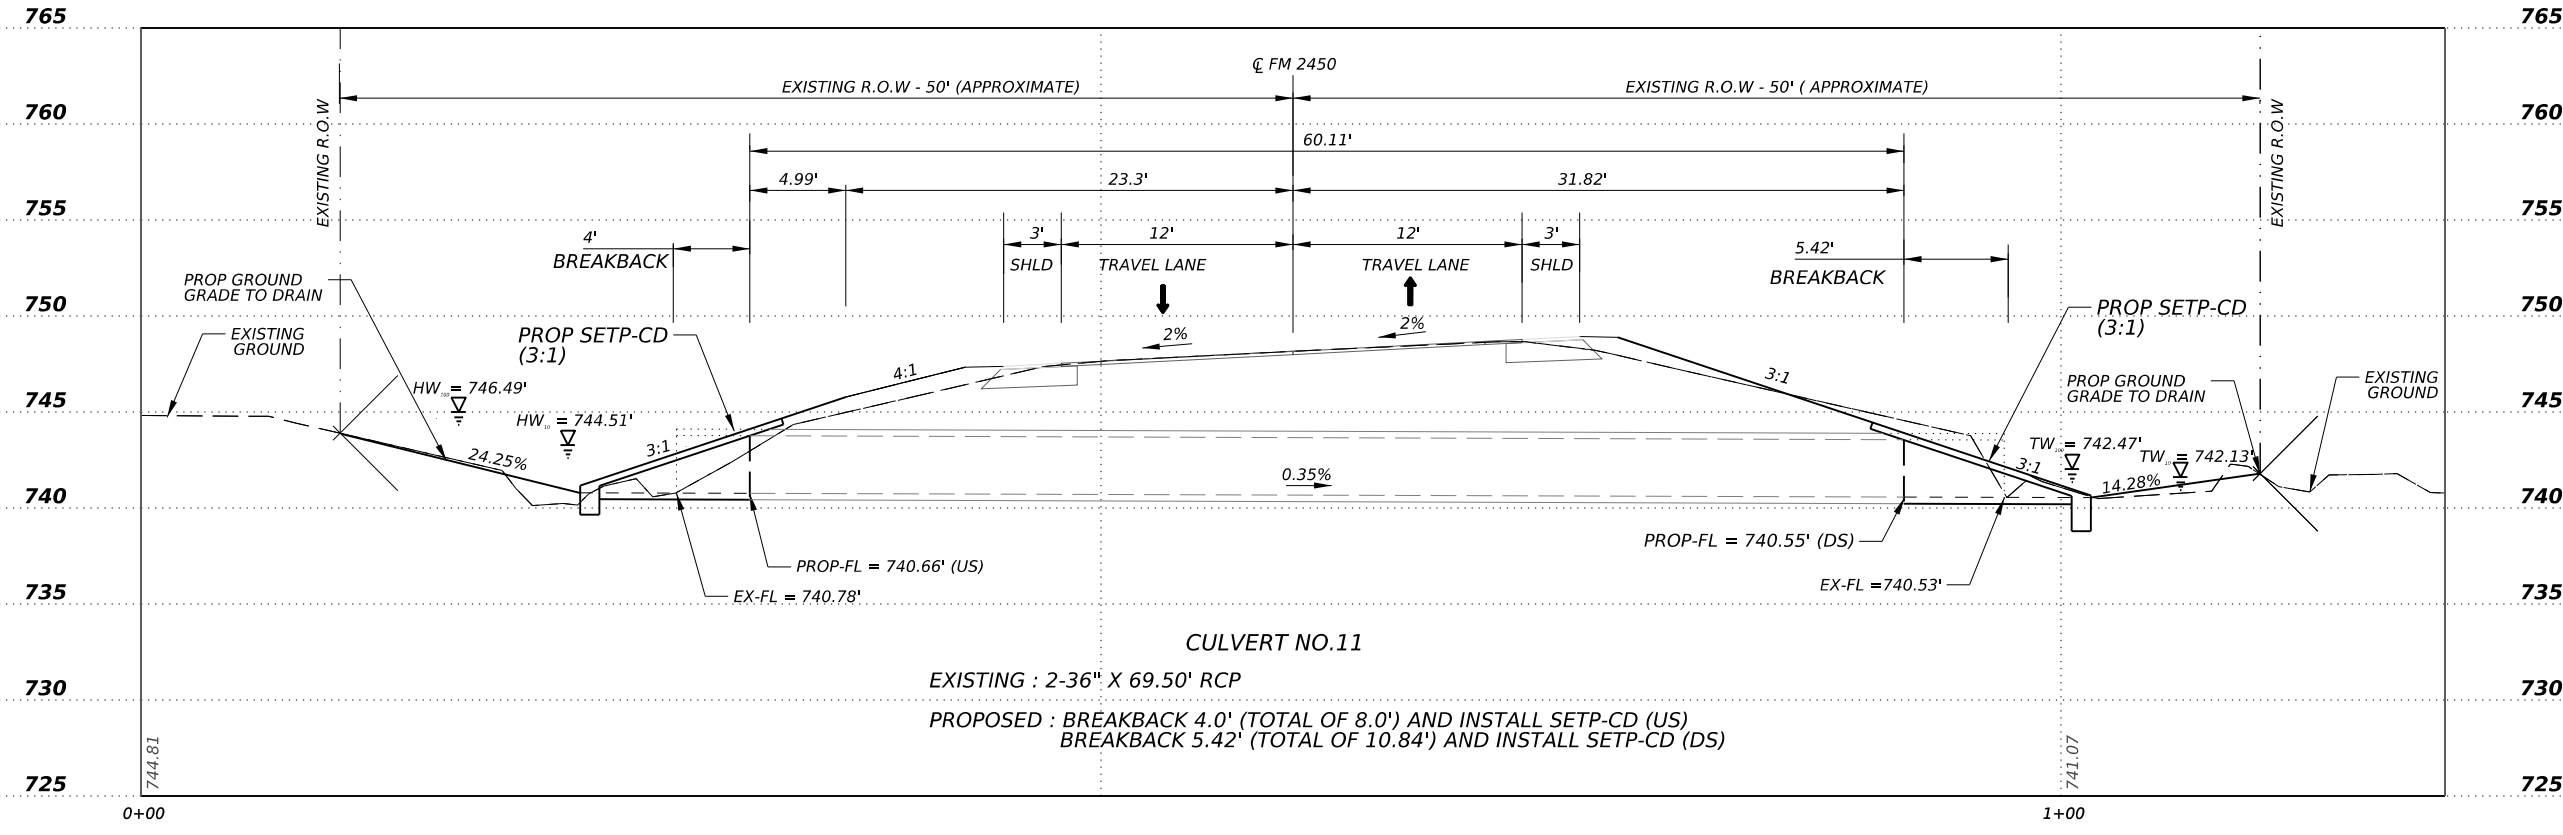 765
765
℄ FM 2450
EXISTING R.O.W - 50' (APPROXIMATE)
EXISTING R.O.W - 50' ( APPROXIMATE)
760
760
EXISTING R.O.W
EXISTING R.O.W
60.11'
4.99'
23.3'
31.82'
755
755
4'
BREAKBACK
3'
12'
12'
3'
5.42'
BREAKBACK
SHLD
TRAVEL LANE
TRAVEL LANE
SHLD
PROP GROUND
GRADE TO DRAIN
750
750
EXISTING
GROUND
PROP SETP-CD
(3:1)
2%
2%
PROP SETP-CD
(3:1)
4:1
3:1
HW100 = 746.49'
HW10 = 744.51'
PROP GROUND
GRADE TO DRAIN
EXISTING
GROUND
745
745
24.25%
3:1
TW100 = 742.47'
TW10 = 742.13'
3:1
14.28%
0.35%
740
740
PROP-FL = 740.55' (DS)
PROP-FL = 740.66' (US)
EX-FL =740.53'
EX-FL = 740.78'
735
735
CULVERT NO.11
EXISTING : 2-36" X 69.50' RCP
730
730
PROPOSED : BREAKBACK 4.0' (TOTAL OF 8.0') AND INSTALL SETP-CD (US)
BREAKBACK 5.42' (TOTAL OF 10.84') AND INSTALL SETP-CD (DS)
744.81
741.07
725
725
0+00
1+00